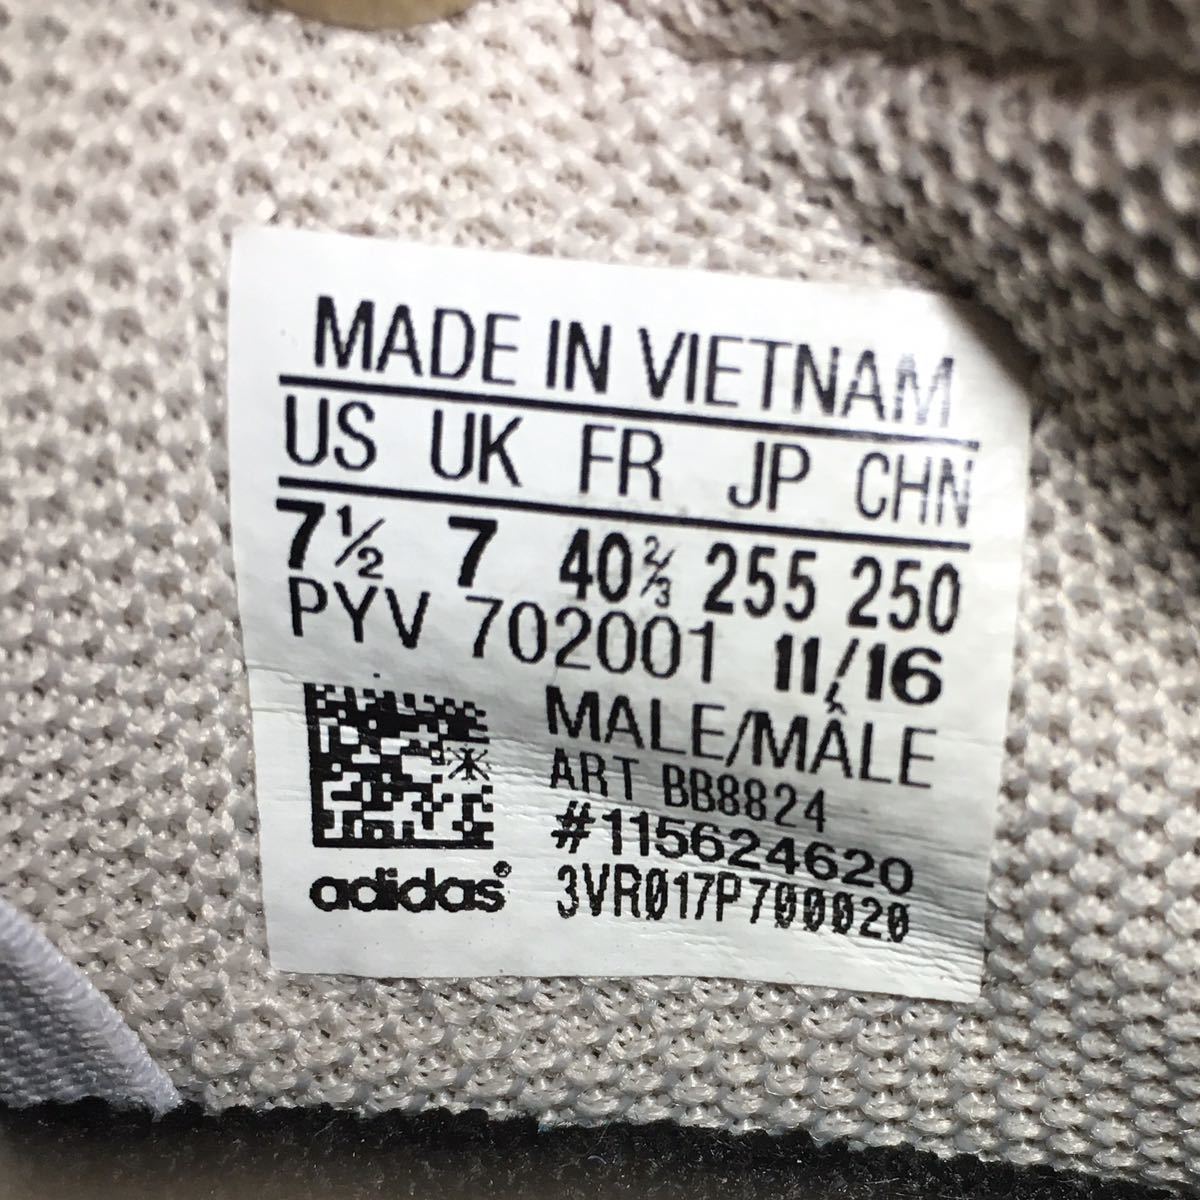 MADE IN VIETNAM
US UK FR JP CHN
7½ 7 40⅔ 255 250
PYV 702001 11/16
MALE/MÂLE
ART BB8824
#115624620
adidas® 3VR017P700020